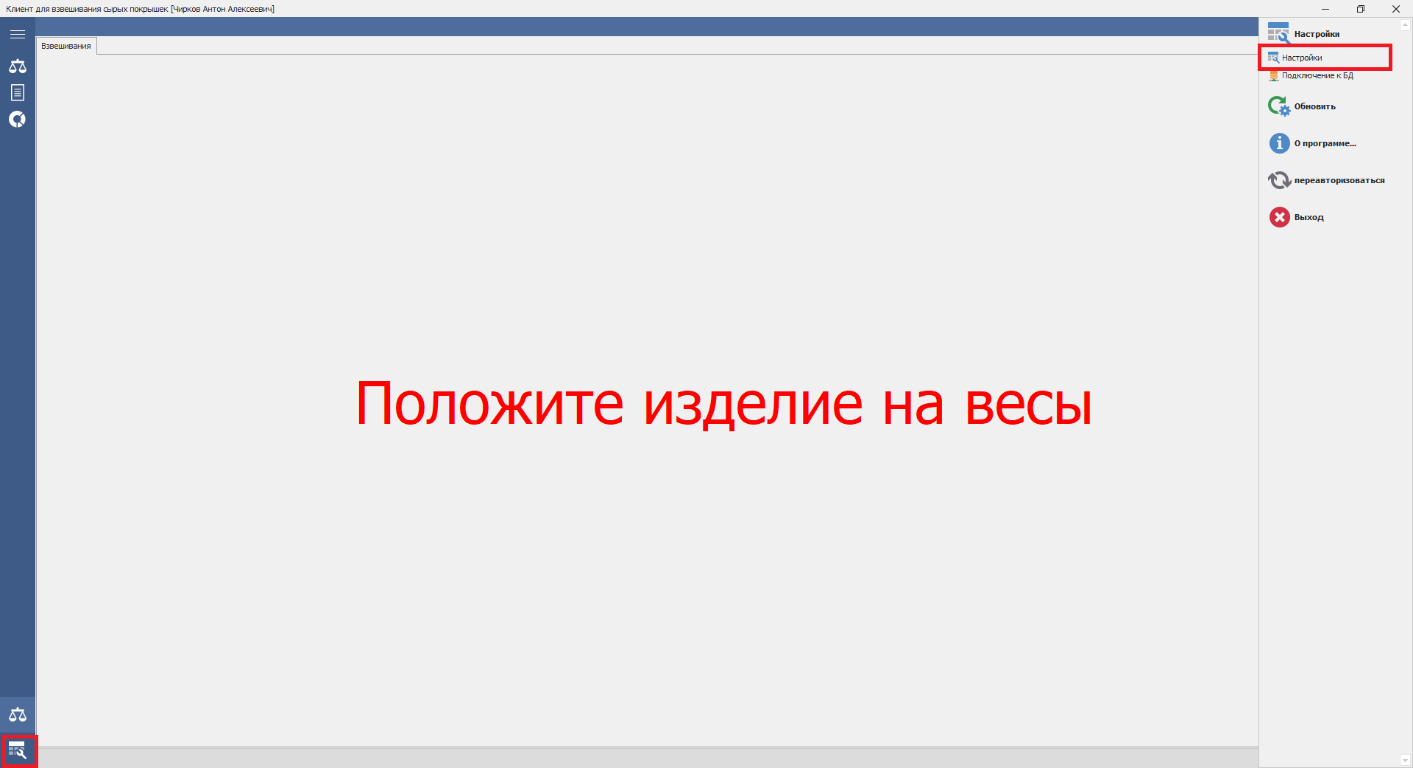 Клиент для взвешивания сырых покрышек [Чирков Антон Алексеевич]
Взвешивания
Настройки
Настройки
Подключение к БД
Обновить
О программе...
переавторизоваться
Выход
Положите изделие на весы